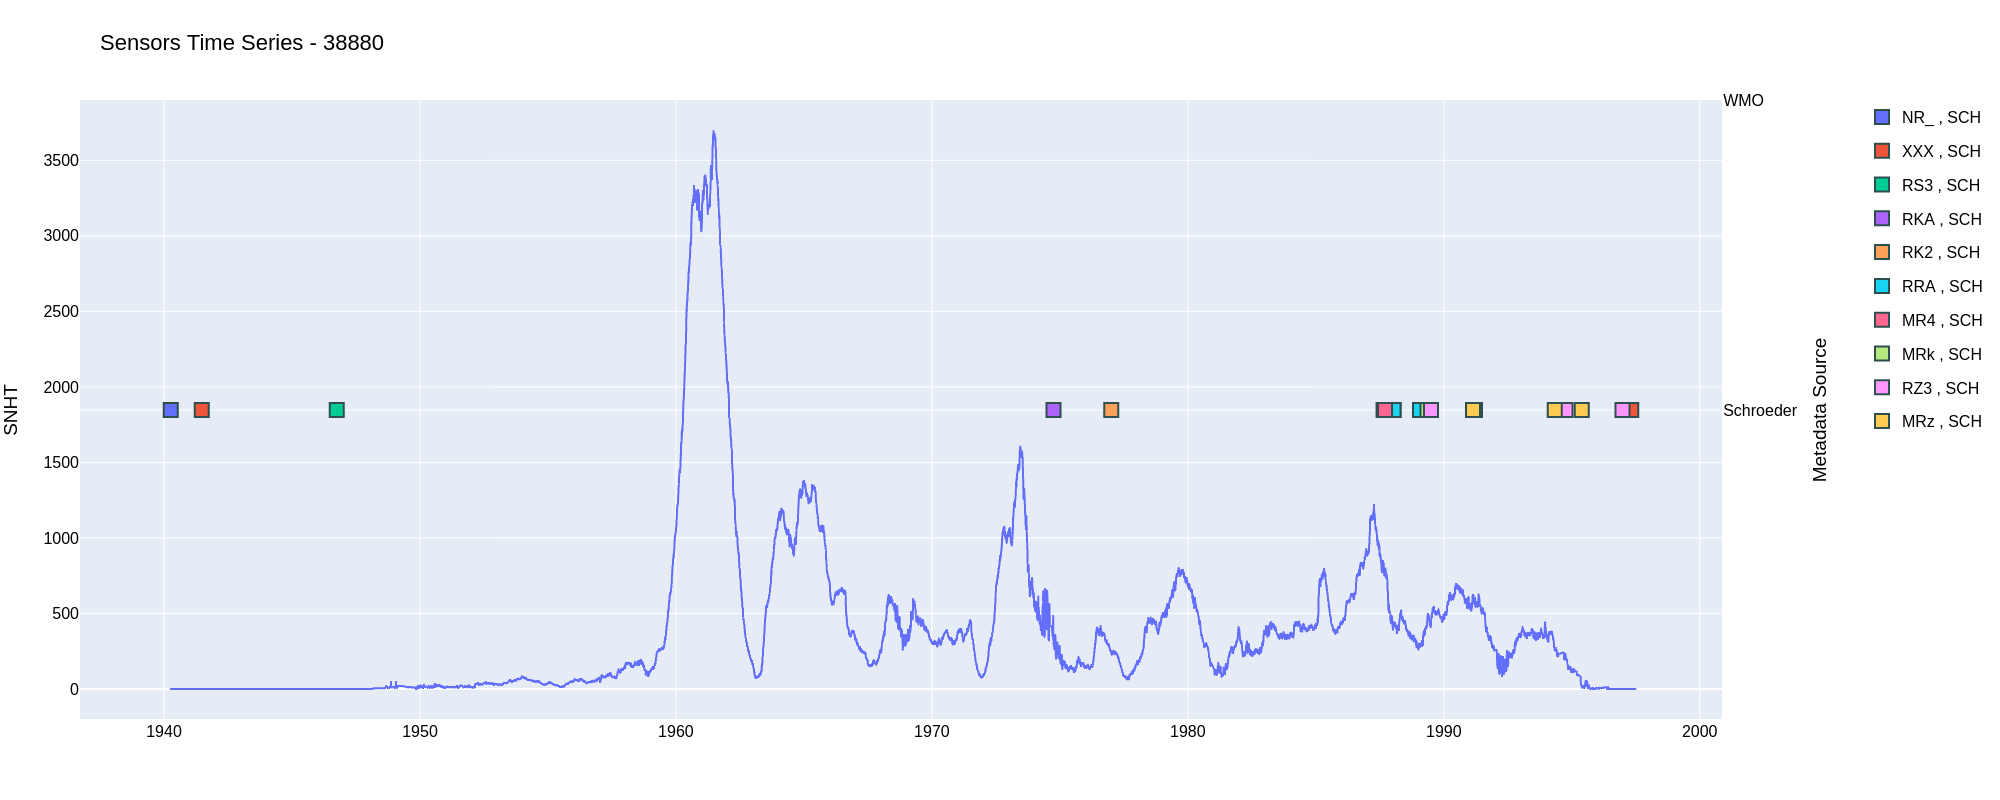 Sensors Time Series - 38880
WMO
Schroeder
Metadata Source
SNHT
3500
3000
2500
2000
1500
1000
500
0
1940
1950
1960
1970
1980
1990
2000
NR_ , SCH
XXX , SCH
RS3 , SCH
RKA , SCH
RK2 , SCH
RRA , SCH
MR4 , SCH
MRk , SCH
RZ3 , SCH
MRz , SCH